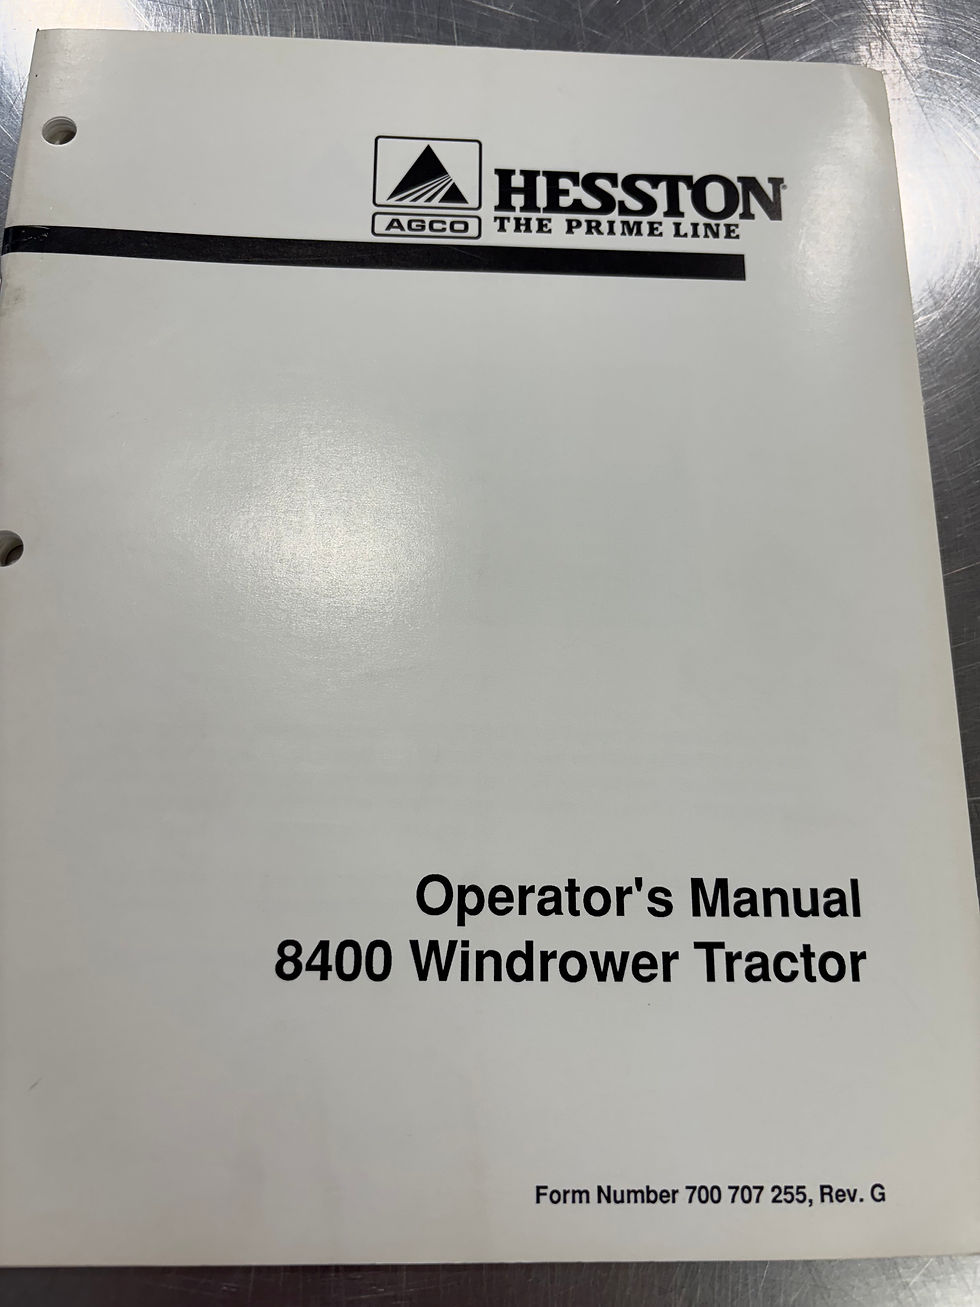 HESSTON
AGCO THE PRIME LINE
Operator's Manual
8400 Windrower Tractor
Form Number 700 707 255, Rev. G